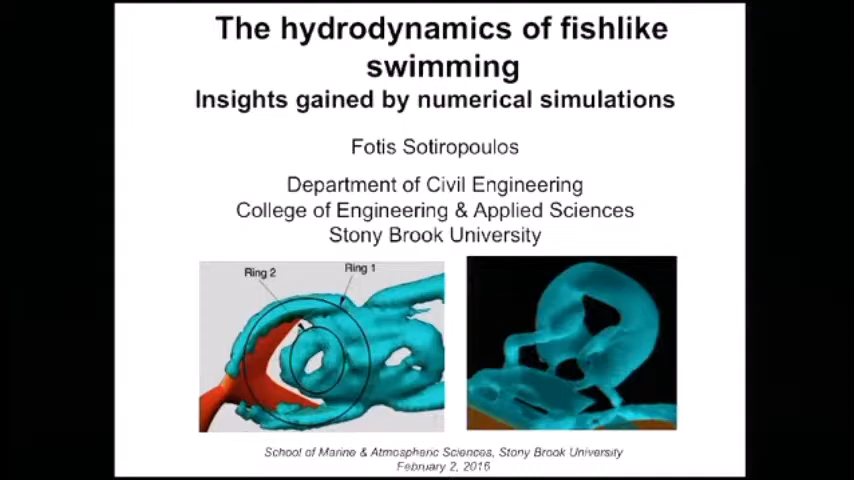 The hydrodynamics of fishlike
swimming
Insights gained by numerical simulations
Fotis Sotiropoulos
Department of Civil Engineering
College of Engineering & Applied Sciences
Stony Brook University
Ring 2
Ring 1
School of Marine & Atmospheric Sciences, Stony Brook University
February 2, 2016